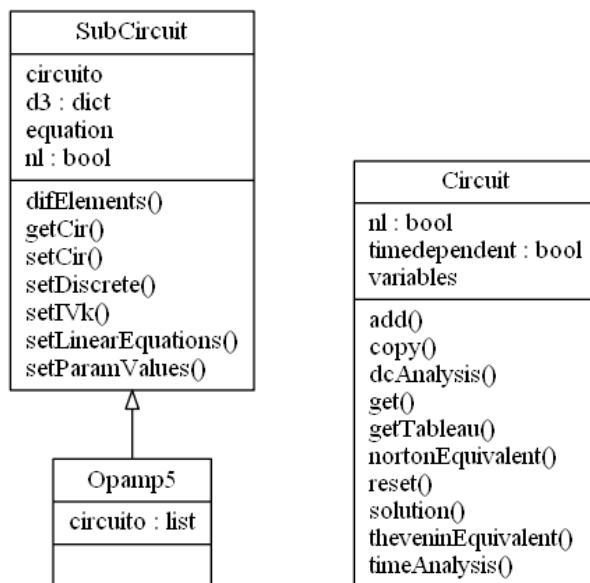 SubCircuit
circuito
d3 : dict
equation
nl : bool
difElements()
getCir()
setCir()
setDiscrete()
setIVk()
setLinearEquations()
setParamValues()
Opamp5
circuito : list
Circuit
nl : bool
timedependent : bool
variables
add()
copy()
dcAnalysis()
get()
getTableau()
nortonEquivalent()
reset()
solution()
theveninEquivalent()
timeAnalysis()